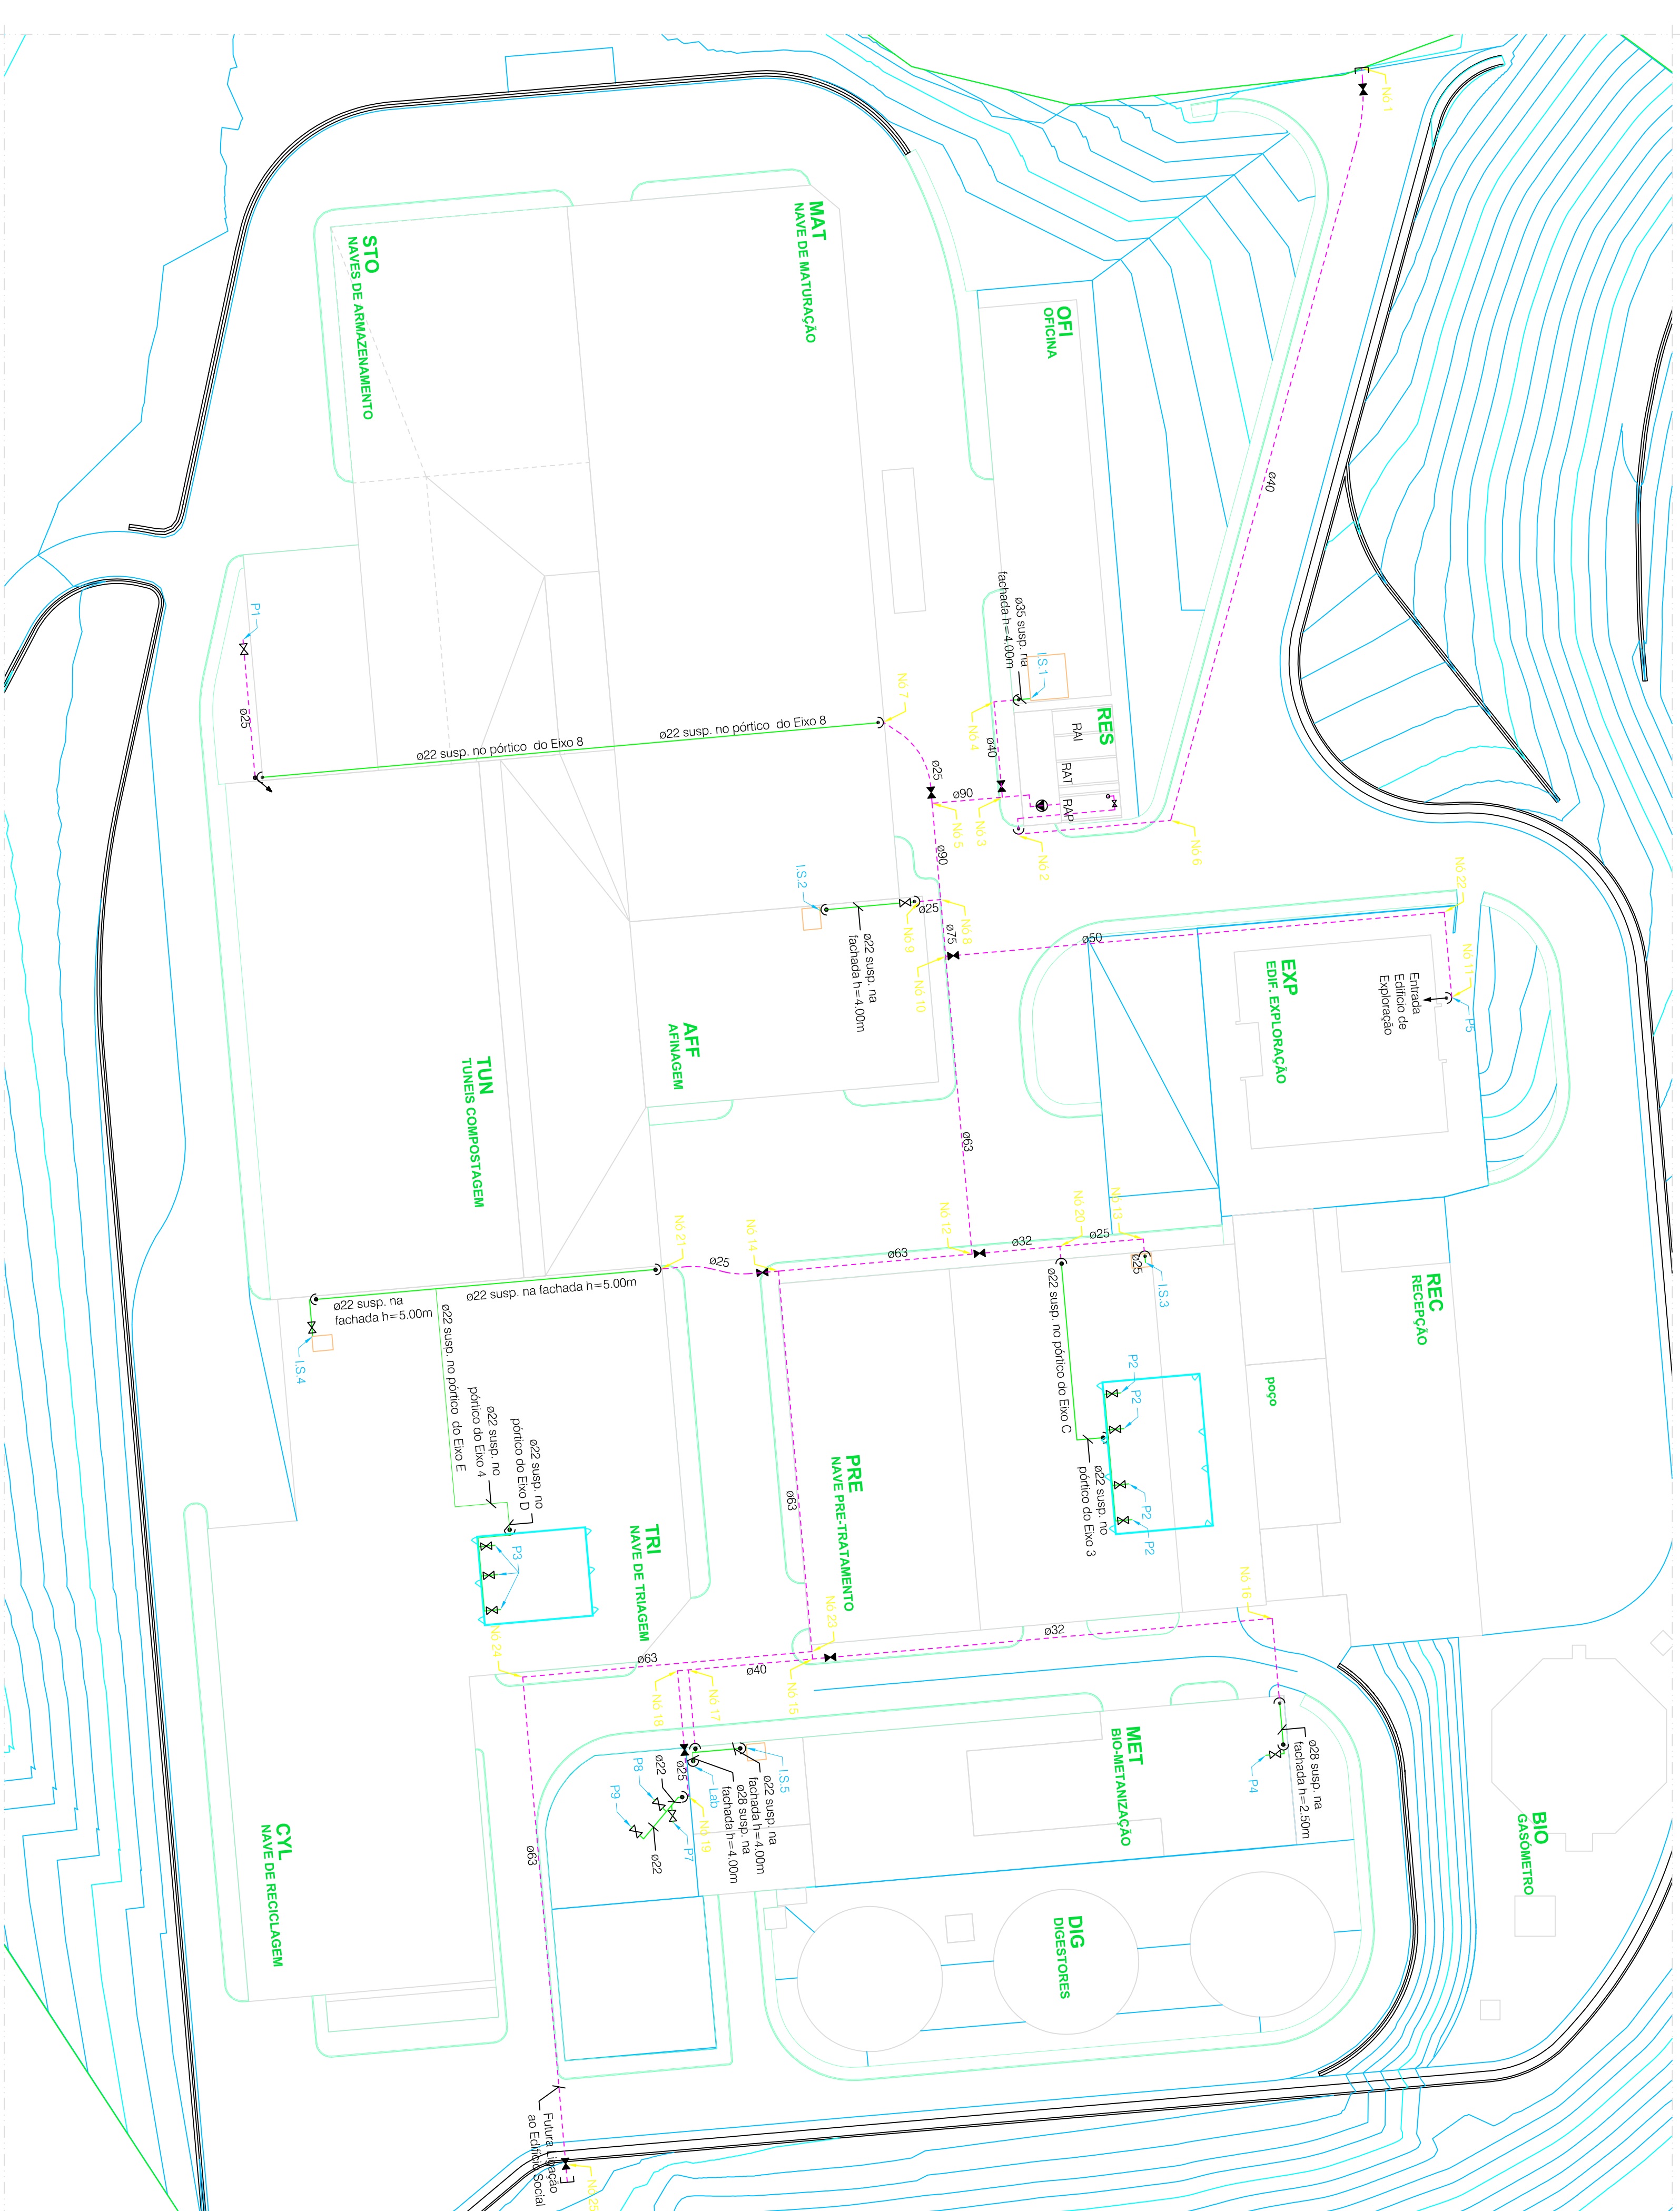 Nó 1
MAT
NAVE DE MATURAÇÃO
STO
NAVES DE ARMAZENAMENTO
OFI
OFICINA
ø40
ø35 susp. na
fachada h=4.00m
I.S.1
P1
ø25
ø22 susp. no pórtico do Eixo 8
ø22 susp. no pórtico do Eixo 8
Nó 7
Nó 4
ø40
RES
RAI
RAT
RAP
ø25
ø90
Nó 5
Nó 3
Nó 2
Nó 6
ø90
I.S.2
ø25
Nó 9
Nó 8
ø75
Nó 10
ø22 susp. na
fachada h=4.00m
ø50
Nó 22
Nó 11
P5
Entrada
Edificio de
Exploração
EXP
EDIF. EXPLORAÇÃO
AFF
AFINAGEM
TUN
TUNEIS COMPOSTAGEM
ø63
Nó 21
Nó 14
Nó 12
Nó 20
Nó 13
ø25
ø63
ø32
ø25
ø25
I.S.3
ø22 susp. na
fachada h=5.00m
ø22 susp. na fachada h=5.00m
I.S.4
ø22 susp. no pórtico do Eixo E
ø22 susp. no
pórtico do Eixo 4
ø22 susp. no
pórtico do Eixo D
P3
ø22 susp. no pórtico do Eixo C
ø22 susp. no
pórtico do Eixo 3
P2
P2
P2
P2
REC
RECEPÇÃO
poço
PRE
NAVE PRE-TRATAMENTO
ø63
TRI
NAVE DE TRIAGEM
Nó 24
Nó 23
Nó 16
ø63
ø40
ø32
Nó 15
Nó 17
Nó 18
ø25
ø22
P8
P9
Lab
I.S.5
ø22 susp. na
fachada h=4.00m
ø28 susp. na
fachada h=4.00m
Nó 19
P7
ø22
MET
BIO-METANIZAÇÃO
P4
ø28 susp. na
fachada h=2.50m
BIO
GASÓMETRO
DIG
DIGESTORES
CYL
NAVE DE RECICLAGEM
ø63
Futura Ligação
ao Edifício Social
Nó 25